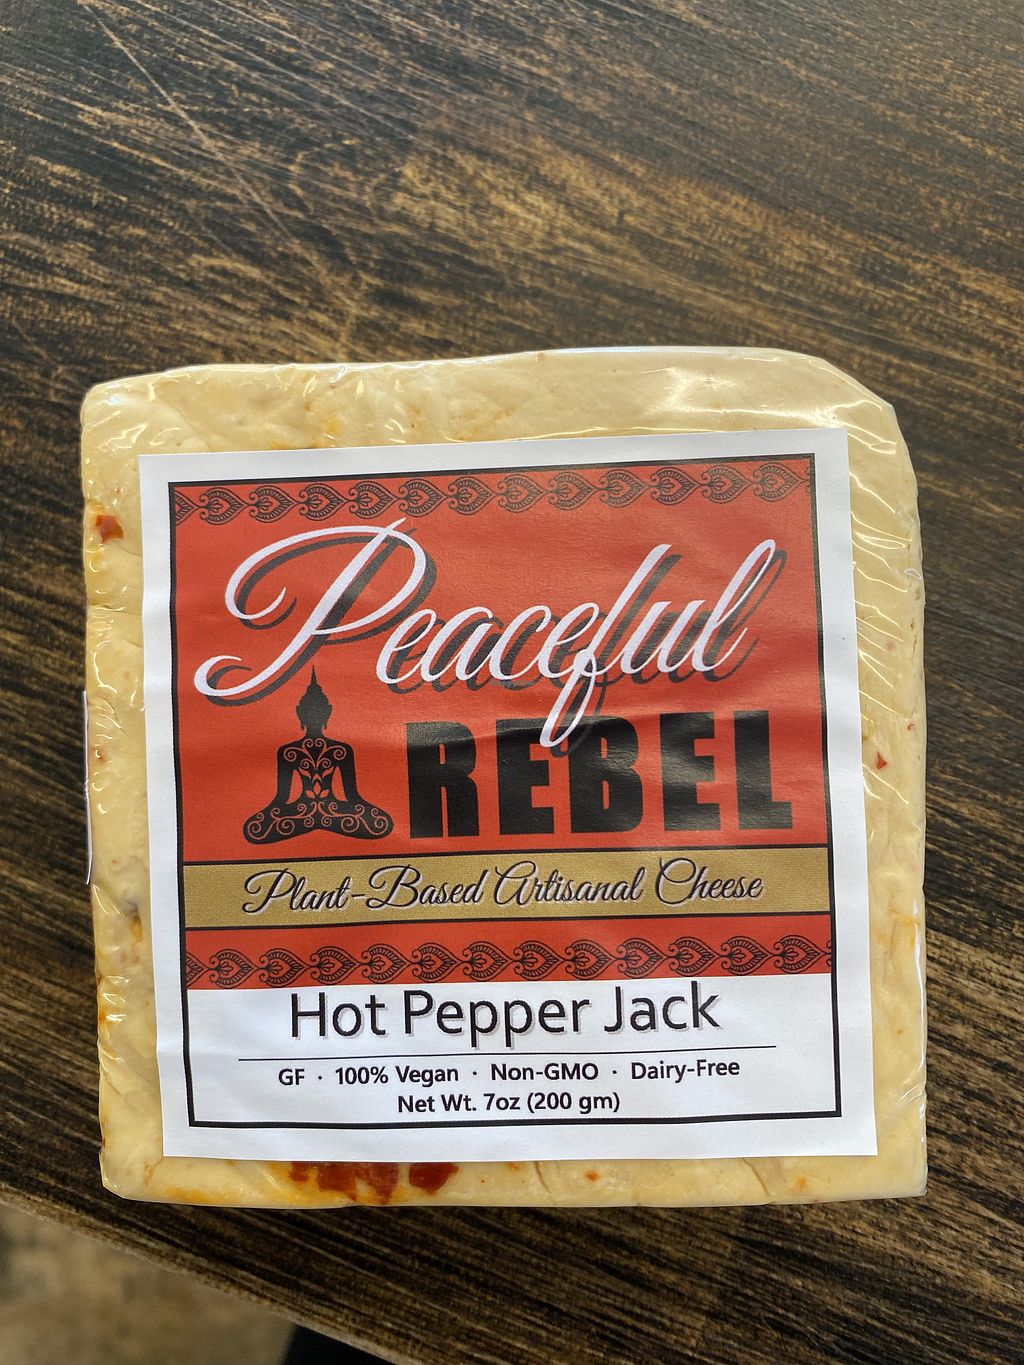 Peaceful
REBEL
Plant-Based Artisanal Cheese
Hot Pepper Jack
GF · 100% Vegan · Non-GMO · Dairy-Free
Net Wt. 7oz (200 gm)